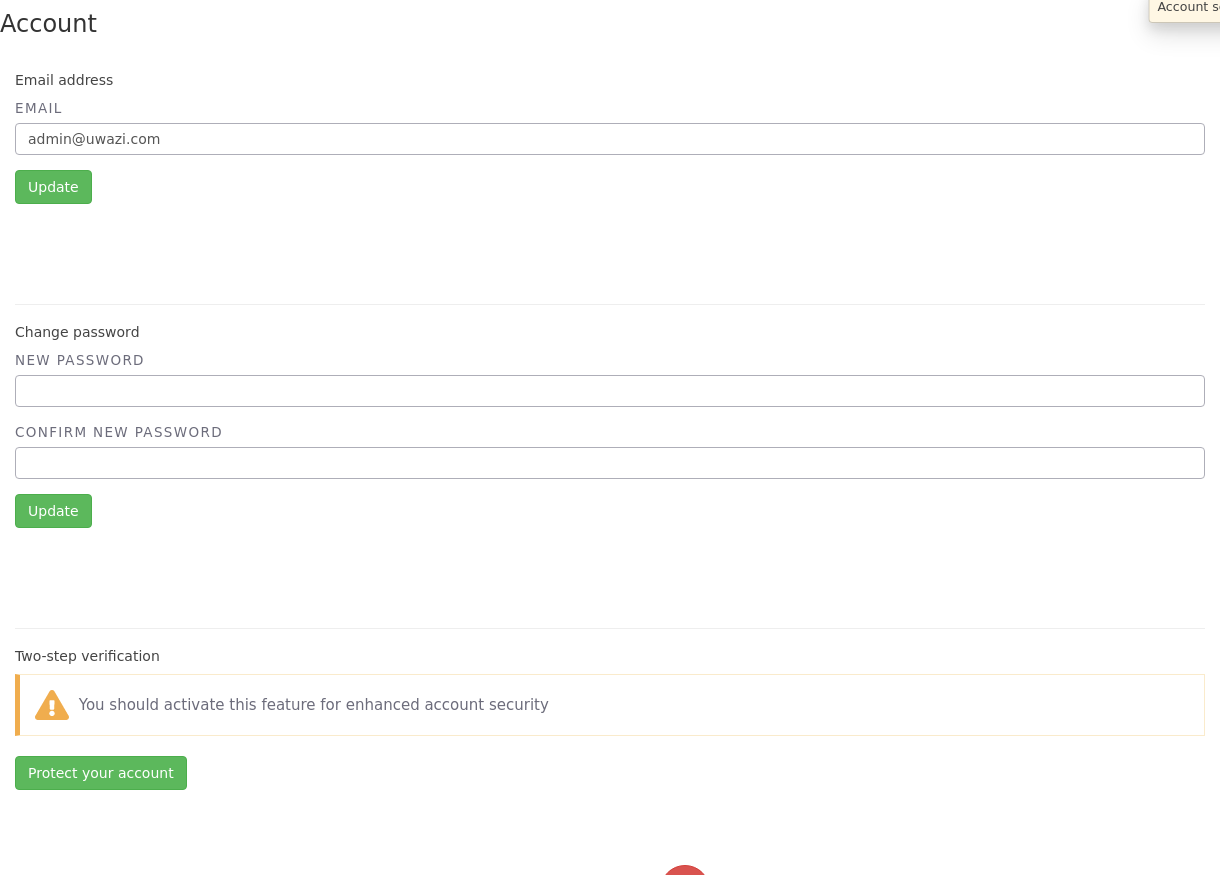 Account
Account
Email address
EMAIL
admin@uwazi.com
Update
Change password
NEW PASSWORD
CONFIRM NEW PASSWORD
Update
Two-step verification
You should activate this feature for enhanced account security
Protect your account